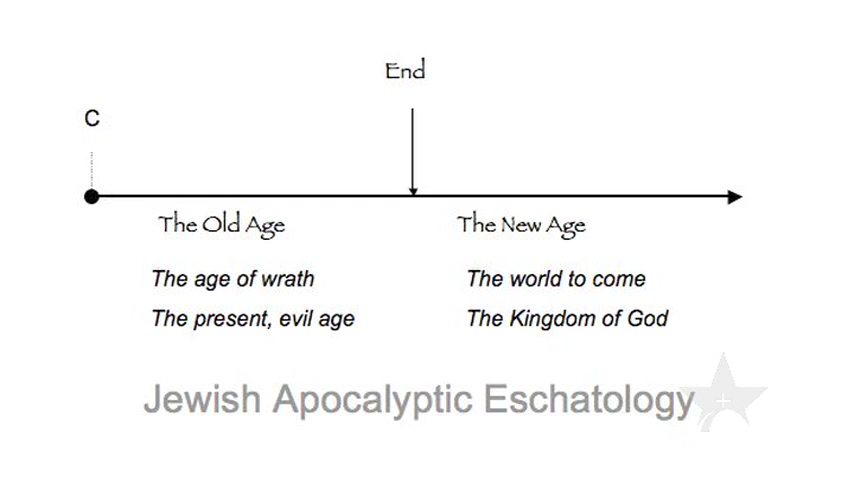 End
C
The Old Age
The New Age
The age of wrath
The world to come
The present, evil age
The Kingdom of God
Jewish Apocalyptic Eschatology